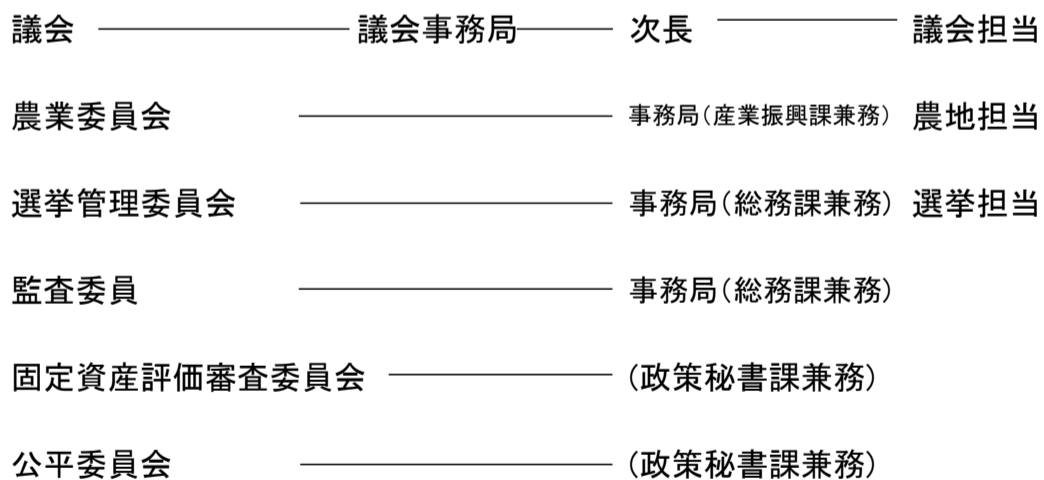 議会 議会事務局 次長 議会担当
農業委員会 事務局(産業振興課兼務) 農地担当
選挙管理委員会 事務局(総務課兼務) 選挙担当
監査委員 事務局(総務課兼務)
固定資産評価審査委員会 (政策秘書課兼務)
公平委員会 (政策秘書課兼務)